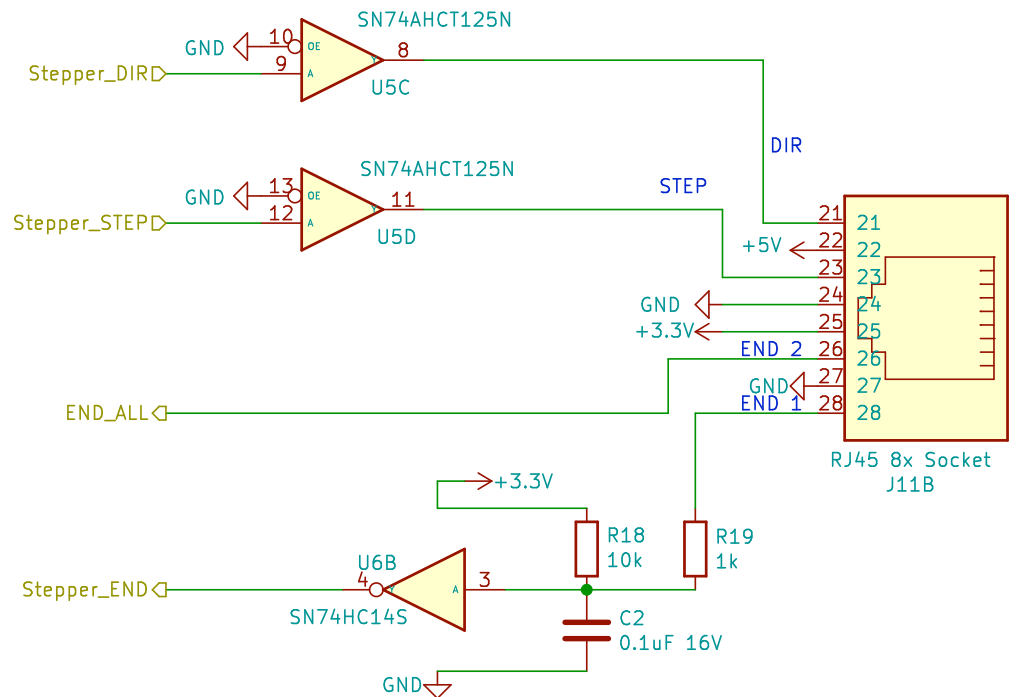 SN74AHCT125N
GND
10
OE
8
Stepper_DIR
9
A
Y
U5C
DIR
SN74AHCT125N
STEP
GND
13
OE
11
Stepper_STEP
12
A
Y
U5D
21
21
+5V
22
22
23
23
GND
24
24
+3.3V
25
25
END 2
26
26
GND
27
27
END 1
28
28
END_ALL
RJ45 8x Socket
J11B
+3.3V
R18
10k
R19
1k
U6B
Stepper_END
4
Y
A
3
SN74HC14S
C2
0.1uF 16V
GND